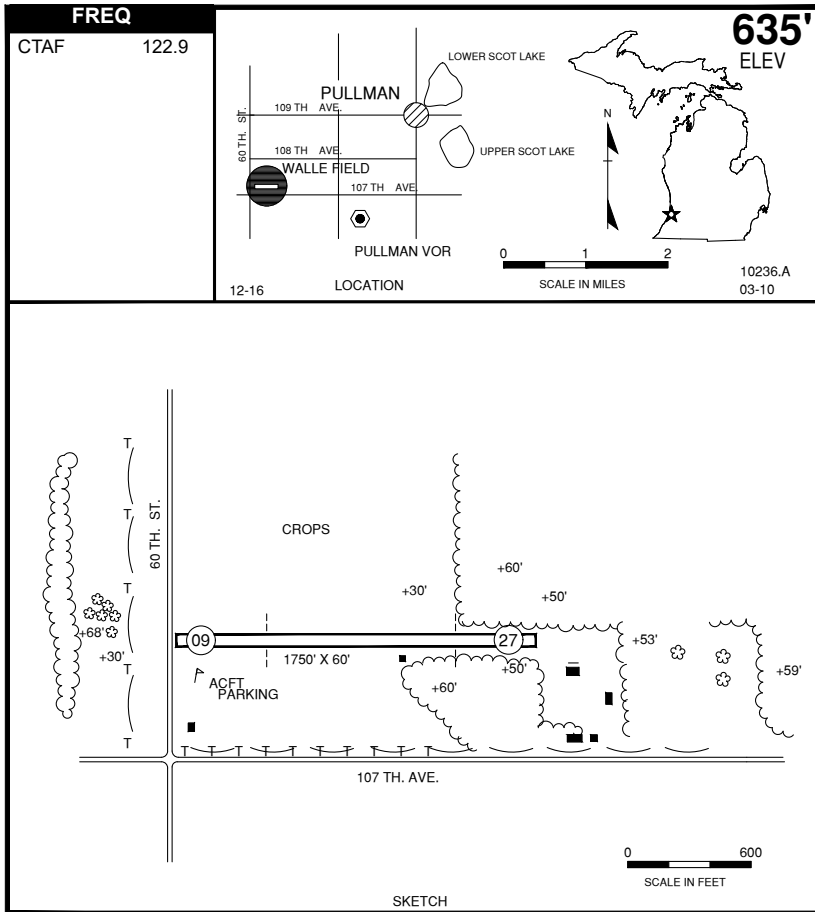 FREQ
CTAF 122.9
635'
ELEV
LOWER SCOT LAKE
PULLMAN
109 TH AVE.
60 TH. ST.
108 TH AVE.
UPPER SCOT LAKE
WALLE FIELD
107 TH AVE.
N
PULLMAN VOR
0 1 2
SCALE IN MILES
12-16
LOCATION
10236.A
03-10
T
T
60 TH. ST.
CROPS
T
+30'
+60'
+50'
+68'
+30'
09
27
+53'
1750' X 60'
T
ACFT
PARKING
+60'
+50'
+59'
T
T T T T T T T T T T
107 TH. AVE.
0 600
SCALE IN FEET
SKETCH